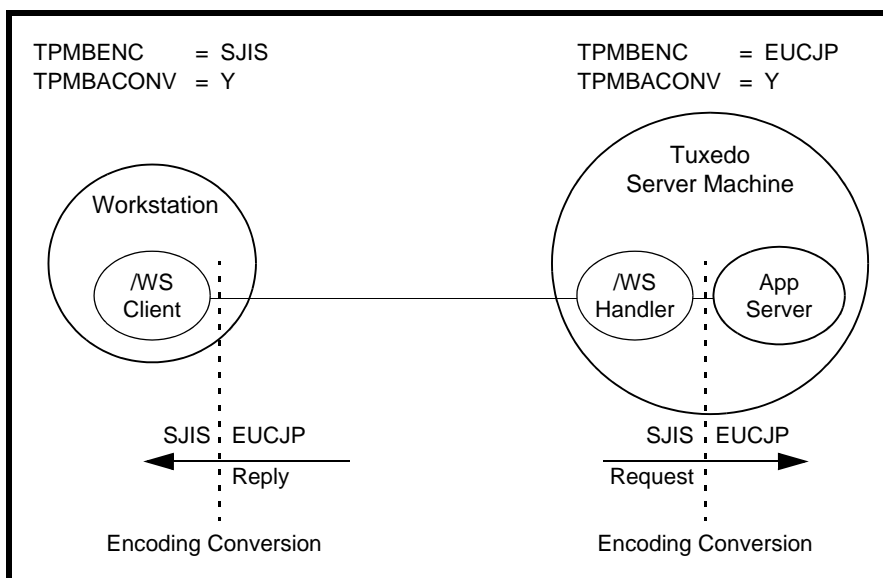 TPMBENC = SJIS
TPMBACONV = Y
TPMBENC = EUCJP
TPMBACONV = Y
Workstation
/WS
Client
Tuxedo
Server Machine
/WS
Handler
App
Server
SJIS EUCJP
Reply
Encoding Conversion
SJIS EUCJP
Request
Encoding Conversion